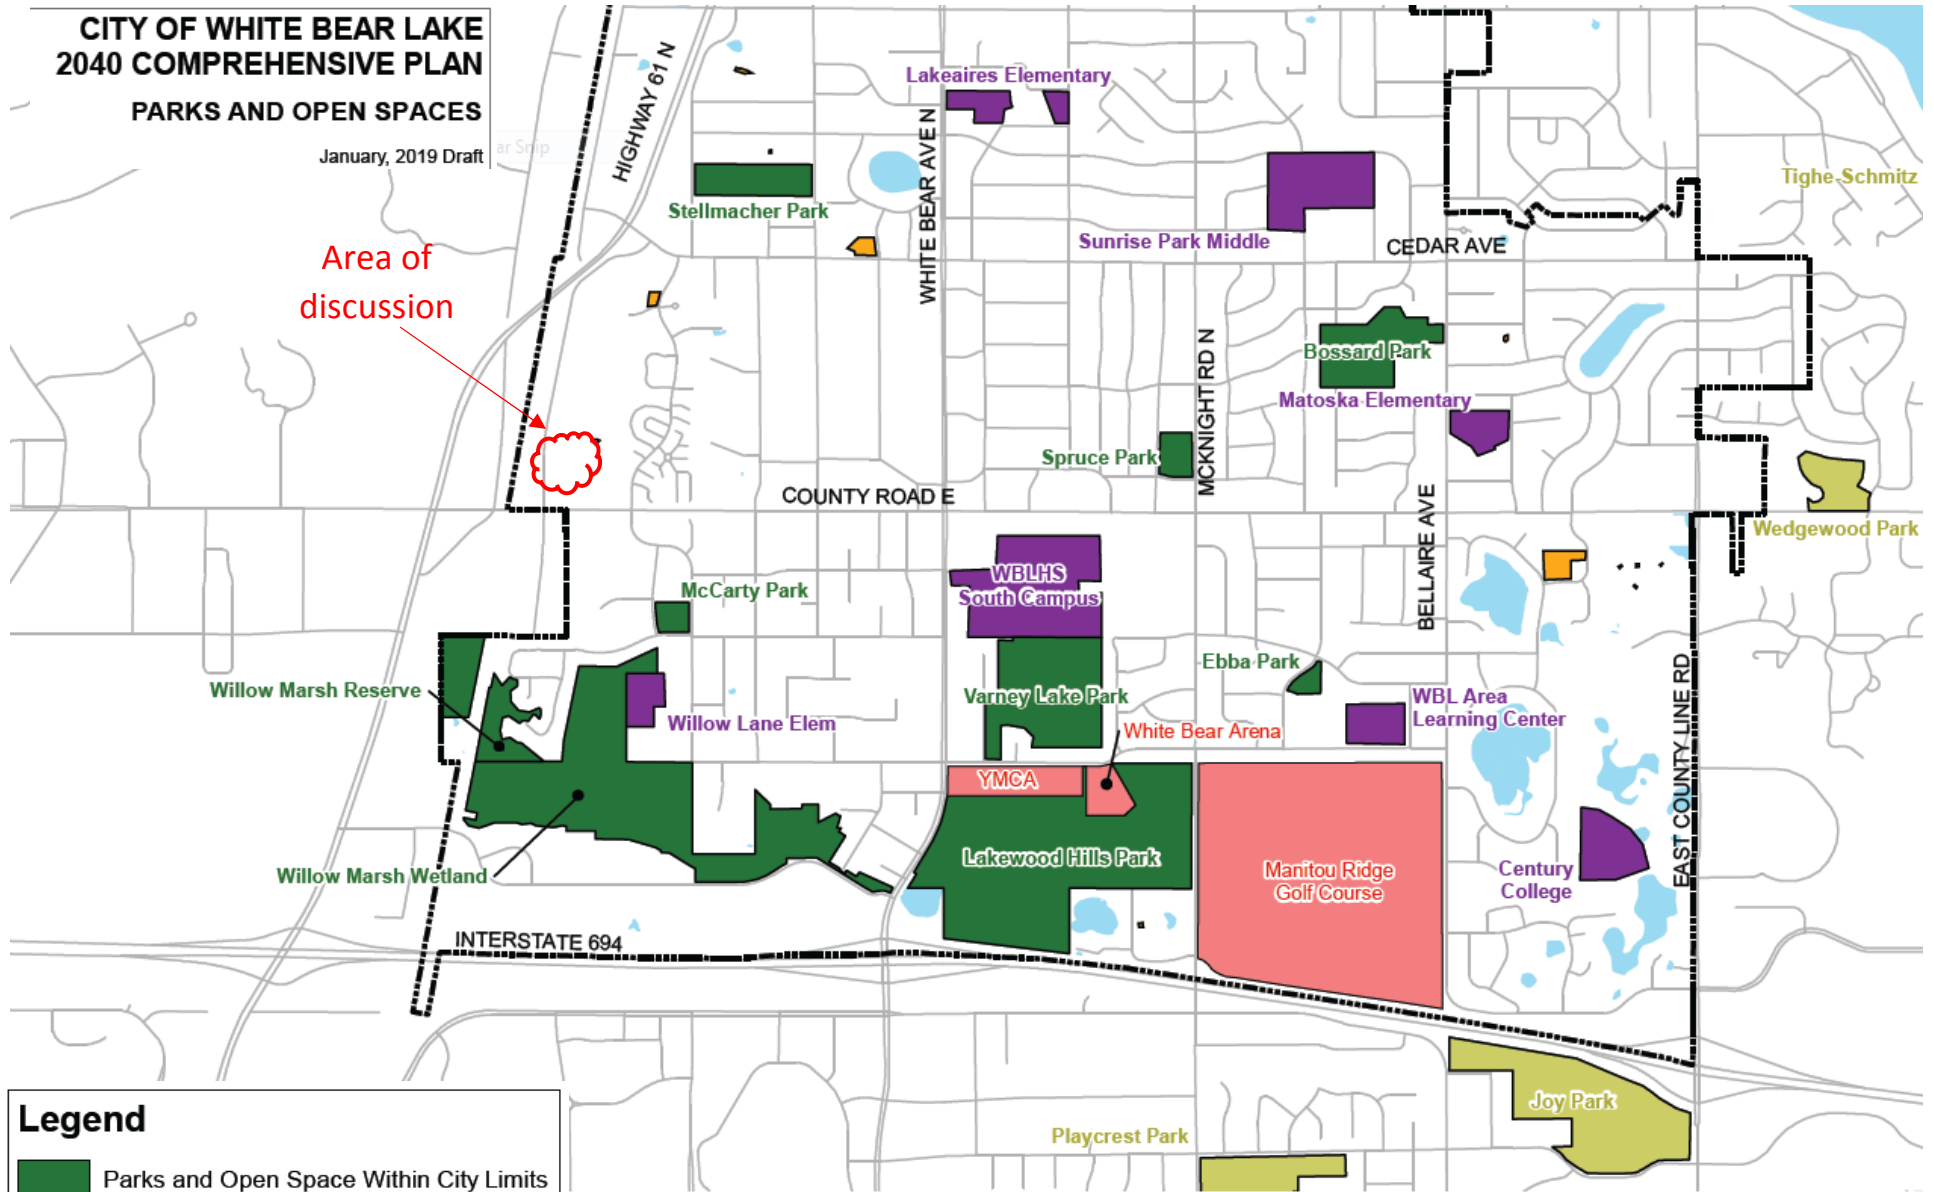 CITY OF WHITE BEAR LAKE
2040 COMPREHENSIVE PLAN
PARKS AND OPEN SPACES
January, 2019 Draft
ar Snip
HIGHWAY 61 N
Lakeaires Elementary
WHITE BEAR AVE N
Stellmacher Park
Sunrise Park Middle
CEDAR AVE
Tighe-Schmitz
Area of
discussion
MCKNIGHT RD N
Bossard Park
Matoska Elementary
Spruce Park
COUNTY ROAD E
BELLAIRE AVE
Wedgewood Park
WBLHS
South Campus
McCarty Park
Ebba Park
EAST COUNTY LINE RD
Willow Marsh Reserve
Varney Lake Park
WBL Area
Learning Center
Willow Lane Elem
White Bear Arena
YMCA
Lakewood Hills Park
Manitou Ridge
Golf Course
Century
College
Willow Marsh Wetland
INTERSTATE 694
Joy Park
Playcrest Park
Legend
Parks and Open Space Within City Limits